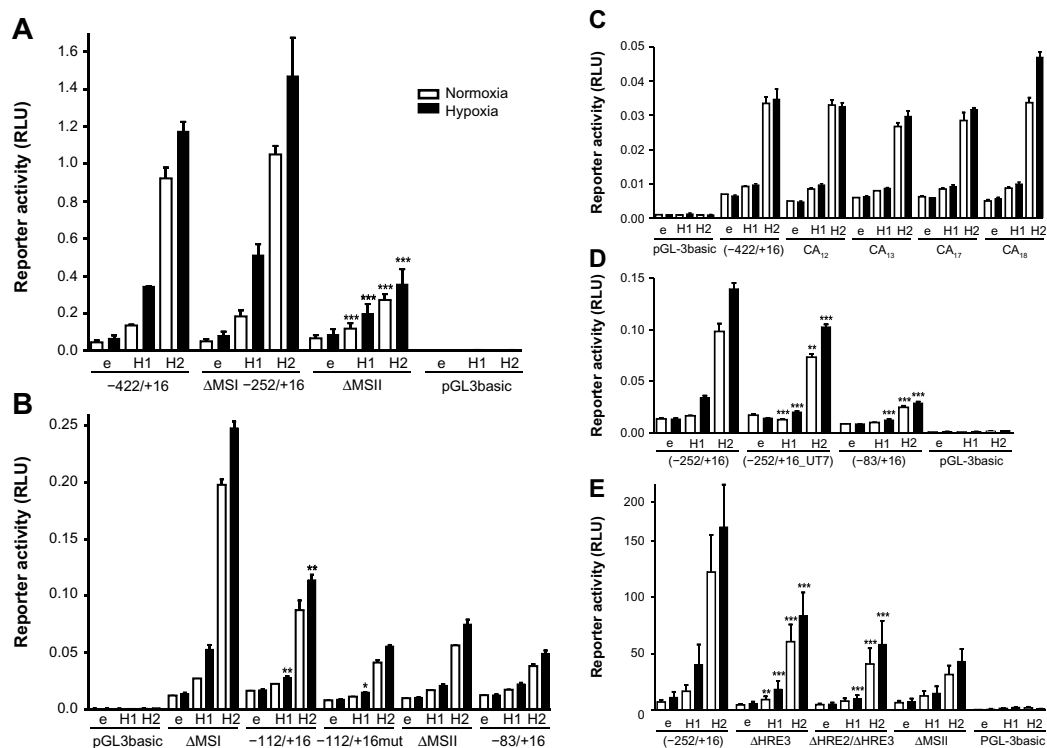 A
Reporter activity (RLU)
1.6
1.4
1.2
1.0
0.8
0.6
0.4
0.2
0.0
Normoxia
Hypoxia
*** *** *** ***
e H1 H2 e H1 H2 e H1 H2 e H1 H2
−422/+16 ΔMSI −252/+16 ΔMSII pGL3basic
B
Reporter activity (RLU)
0.25
0.20
0.15
0.10
0.05
0.00
** ** *
e H1 H2 e H1 H2 e H1 H2 e H1 H2 e H1 H2 e H1 H2
pGL3basic ΔMSI −112/+16 −112/+16mut ΔMSII −83/+16
C
Reporter activity (RLU)
0.05
0.04
0.03
0.02
0.01
0.00
e H1 H2 e H1 H2 e H1 H2 e H1 H2 e H1 H2 e H1 H2
pGL-3basic (−422/+16) CA₁₂ CA₁₃ CA₁₇ CA₁₈
D
Reporter activity (RLU)
0.15
0.10
0.05
0.00
*** *** ** *** *** *** ***
e H1 H2 e H1 H2 e H1 H2 e H1 H2
(−252/+16) (−252/+16_UT7) (−83/+16) pGL-3basic
E
Reporter activity (RLU)
200
150
100
50
0
** *** *** *** *** *** ***
e H1 H2 e H1 H2 e H1 H2 e H1 H2 e H1 H2
(−252/+16) ΔHRE3 ΔHRE2/ΔHRE3 ΔMSII PGL-3basic